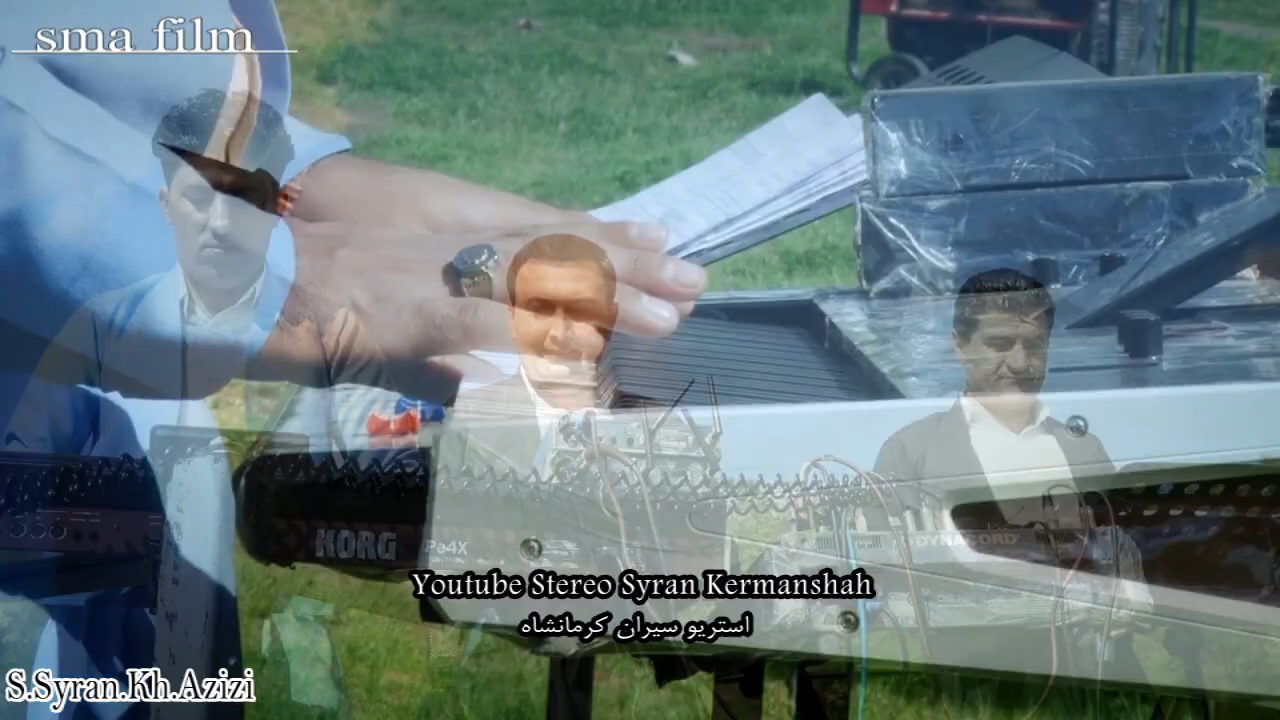 sma film
KORG
Pa4X
DYNACORD
Youtube Stereo Syran Kermanshah
استریو سیران کرمانشاه
S.Syran.Kh.Azizi